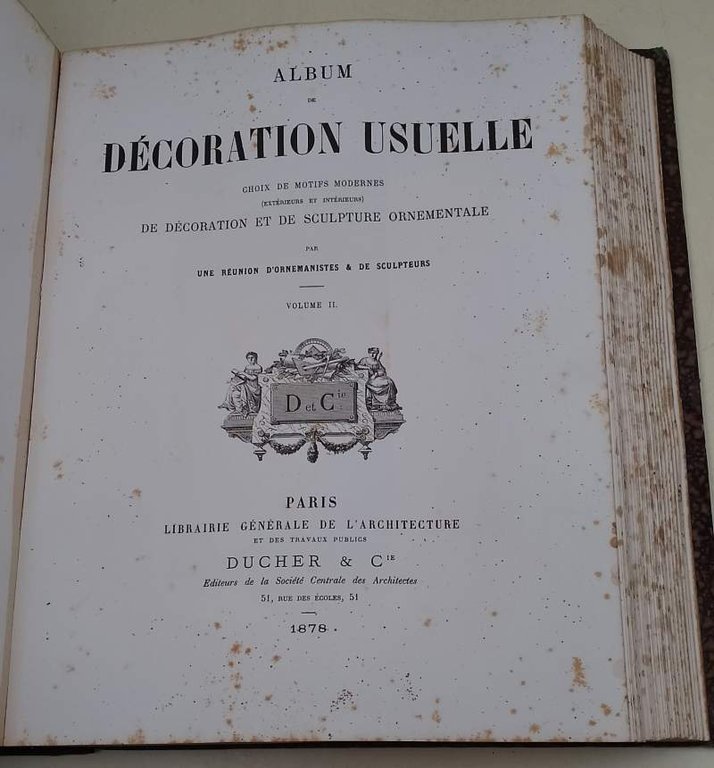 ALBUM
DE
DÉCORATION USUELLE
CHOIX DE MOTIFS MODERNES
(EXTÉRIEURS ET INTÉRIEURS)
DE DÉCORATION ET DE SCULPTURE ORNEMENTALE
PAR
UNE RÉUNION D'ORNEMANISTES & DE SCULPTEURS
VOLUME II.
D et Cie
PARIS
LIBRAIRIE GÉNÉRALE DE L'ARCHITECTURE
ET DES TRAVAUX PUBLICS
DUCHER & CIE
Editeurs de la Société Centrale des Architectes
51, RUE DES ÉCOLES, 51
1878